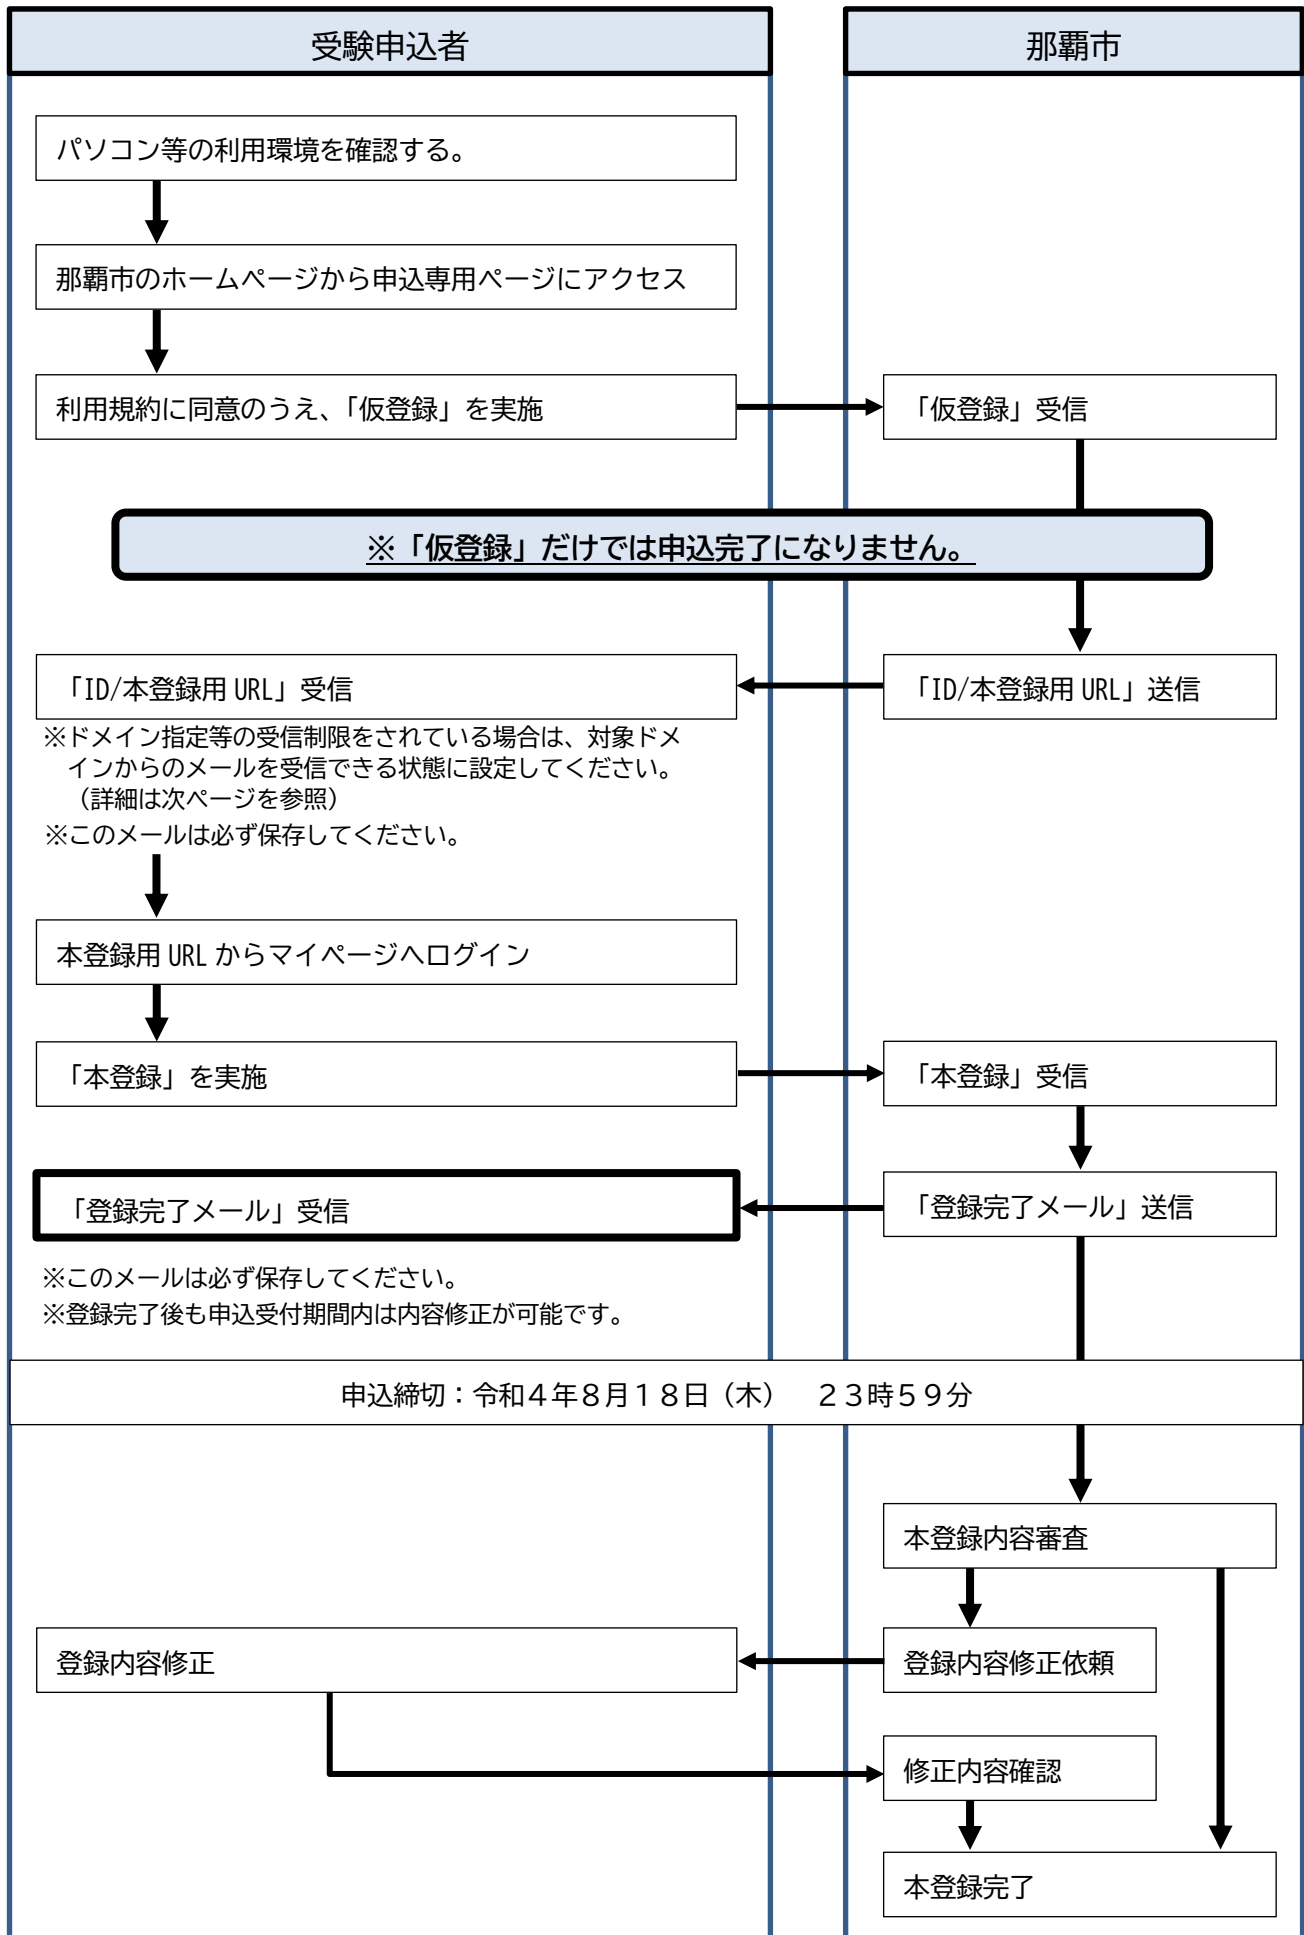 受験申込者
那覇市
パソコン等の利用環境を確認する。
那覇市のホームページから申込専用ページにアクセス
利用規約に同意のうえ、「仮登録」を実施
「仮登録」受信
※「仮登録」だけでは申込完了になりません。
「ID/本登録用 URL」受信
「ID/本登録用 URL」送信
※ドメイン指定等の受信制限をされている場合は、対象ドメ
インからのメールを受信できる状態に設定してください。
（詳細は次ページを参照）
※このメールは必ず保存してください。
本登録用 URL からマイページへログイン
「本登録」を実施
「本登録」受信
「登録完了メール」受信
「登録完了メール」送信
※このメールは必ず保存してください。
※登録完了後も申込受付期間内は内容修正が可能です。
申込締切：令和４年８月１８日（木）　２３時５９分
本登録内容審査
登録内容修正
登録内容修正依頼
修正内容確認
本登録完了